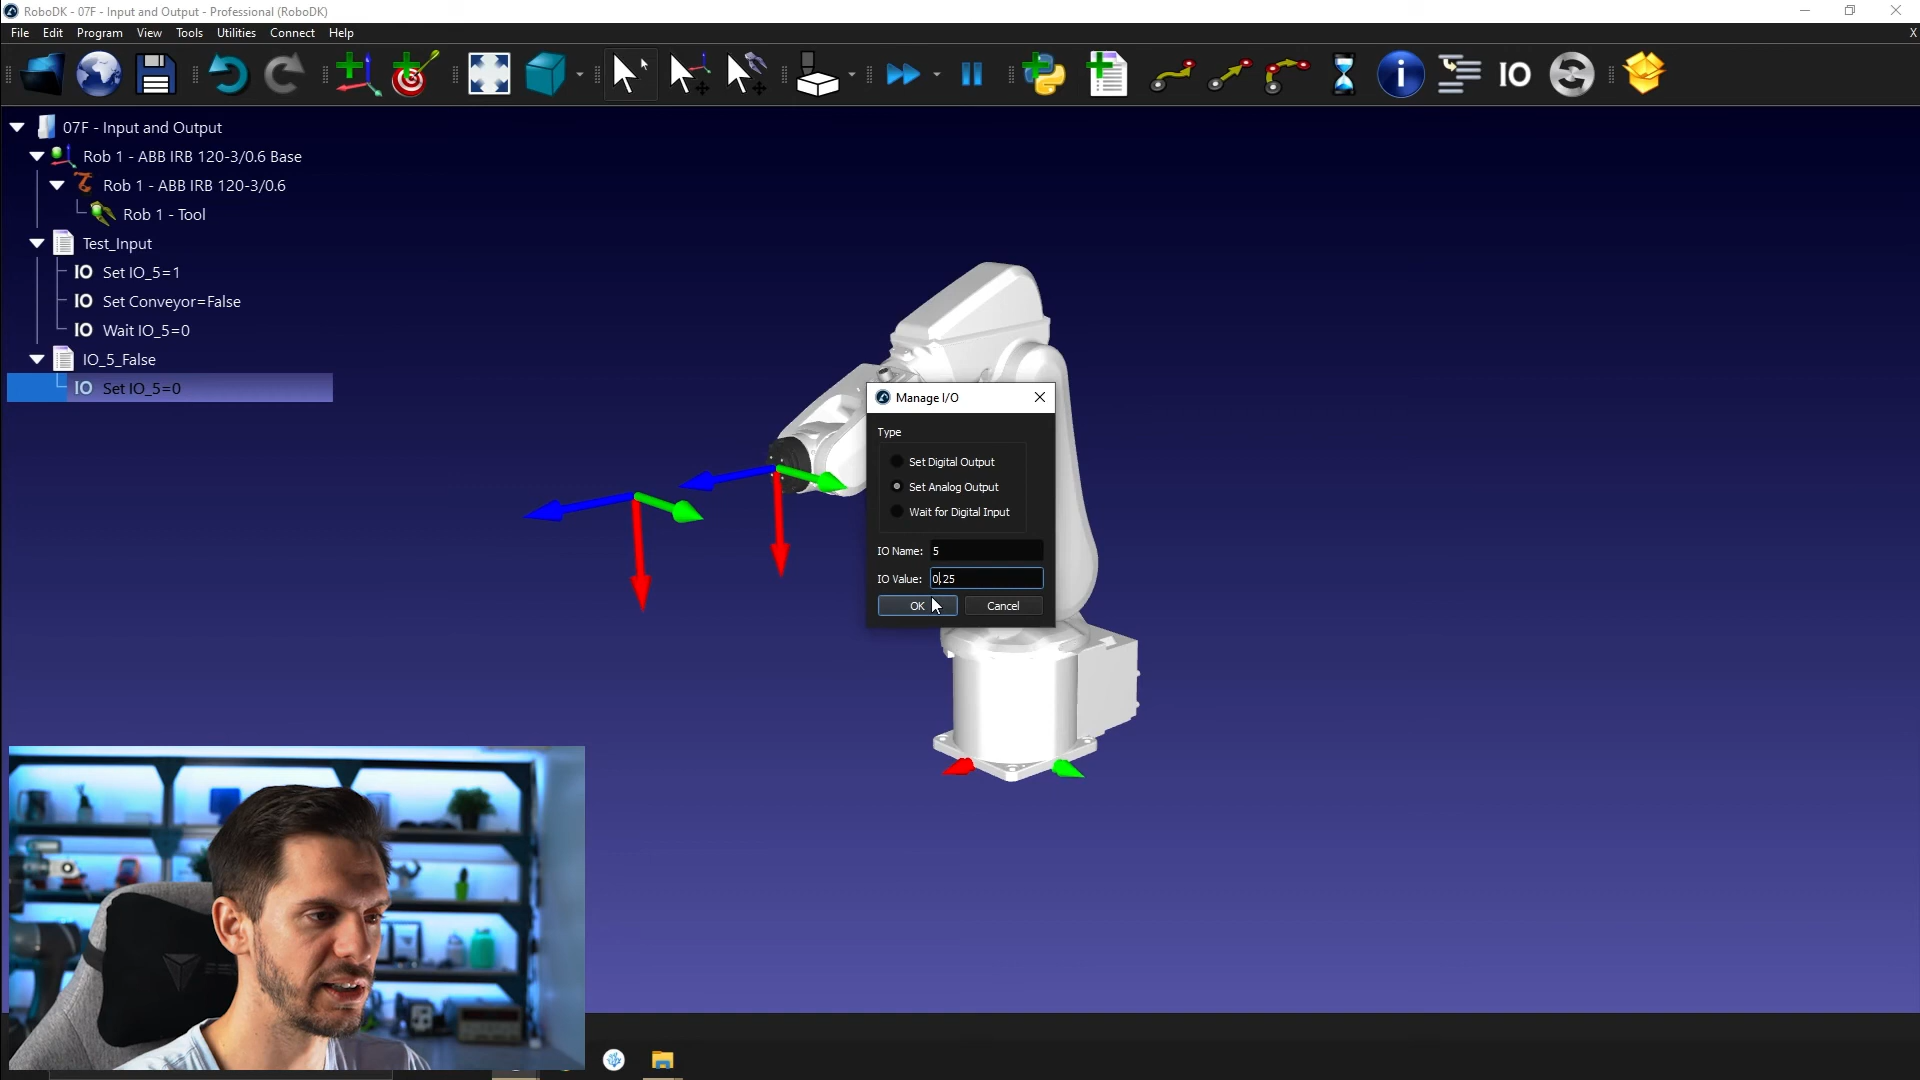 RoboDK - 07F - Input and Output - Professional (RoboDK)
File Edit Program View Tools Utilities Connect Help X
IO
07F - Input and Output
Rob 1 - ABB IRB 120-3/0.6 Base
Rob 1 - ABB IRB 120-3/0.6
Rob 1 - Tool
Test_Input
IO Set IO_5=1
IO Set Conveyor=False
IO Wait IO_5=0
IO_5_False
IO Set IO_5=0
Manage I/O
Type
Set Digital Output
Set Analog Output
Wait for Digital Input
IO Name: 5
IO Value: 0.25
OK Cancel